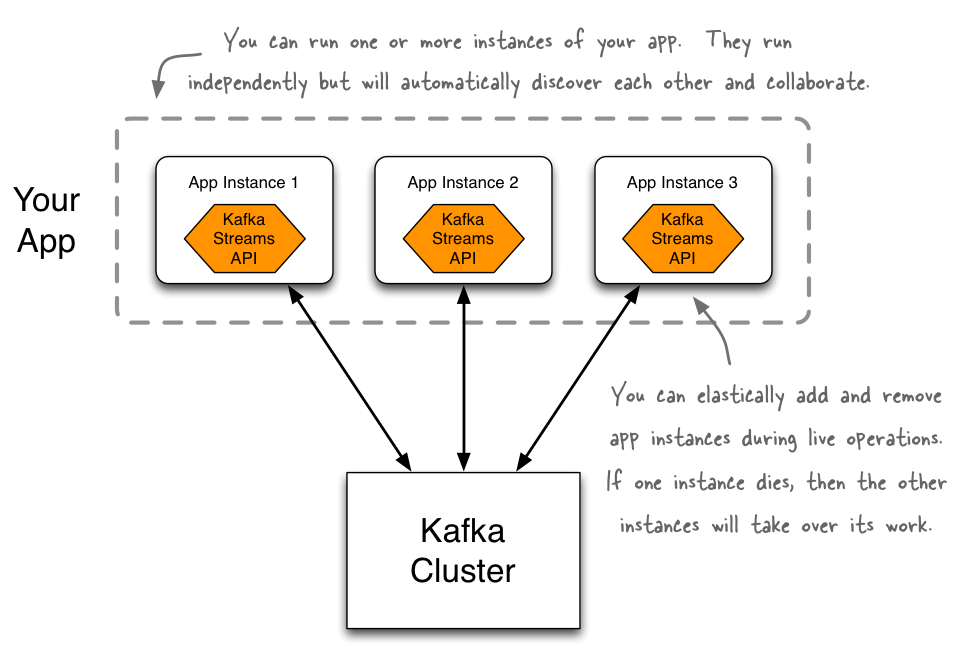 You can run one or more instances of your app. They run
independently but will automatically discover each other and collaborate.
Your
App
App Instance 1
Kafka
Streams
API
App Instance 2
Kafka
Streams
API
App Instance 3
Kafka
Streams
API
You can elastically add and remove
app instances during live operations.
If one instance dies, then the other
instances will take over its work.
Kafka
Cluster